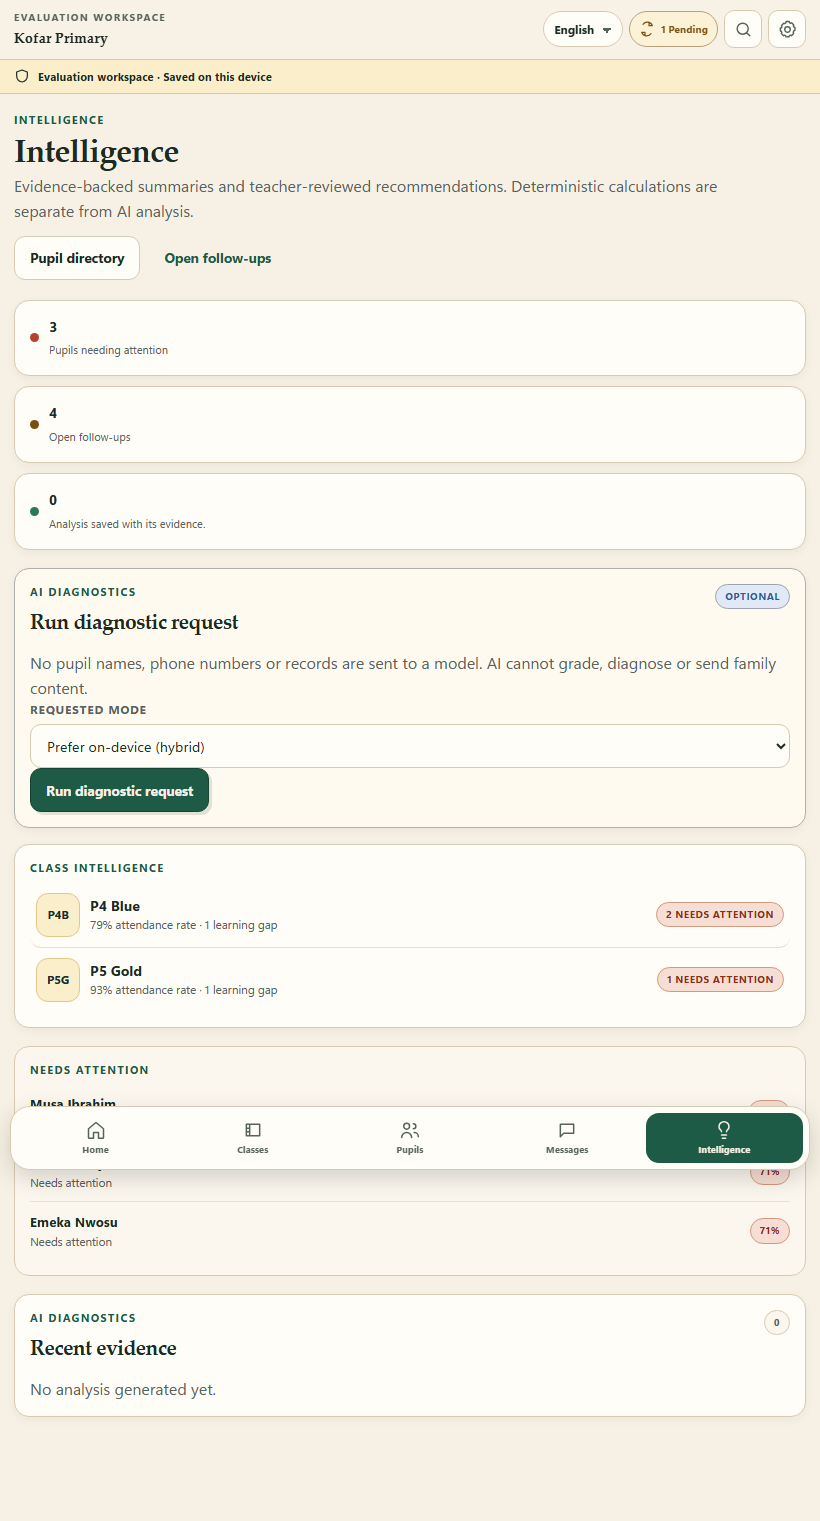 EVALUATION WORKSPACE
Kofar Primary
English
1 Pending
Evaluation workspace · Saved on this device
INTELLIGENCE
Intelligence
Evidence-backed summaries and teacher-reviewed recommendations. Deterministic calculations are
separate from AI analysis.
Pupil directory
Open follow-ups
3
Pupils needing attention
4
Open follow-ups
0
Analysis saved with its evidence.
AI DIAGNOSTICS
OPTIONAL
Run diagnostic request
No pupil names, phone numbers or records are sent to a model. AI cannot grade, diagnose or send family
content.
REQUESTED MODE
Prefer on-device (hybrid)
Run diagnostic request
CLASS INTELLIGENCE
P4B
P4 Blue
79% attendance rate · 1 learning gap
2 NEEDS ATTENTION
P5G
P5 Gold
93% attendance rate · 1 learning gap
1 NEEDS ATTENTION
NEEDS ATTENTION
Musa Ibrahim
Home
Classes
Pupils
Messages
Intelligence
71%
Needs attention
Emeka Nwosu
Needs attention
71%
AI DIAGNOSTICS
0
Recent evidence
No analysis generated yet.